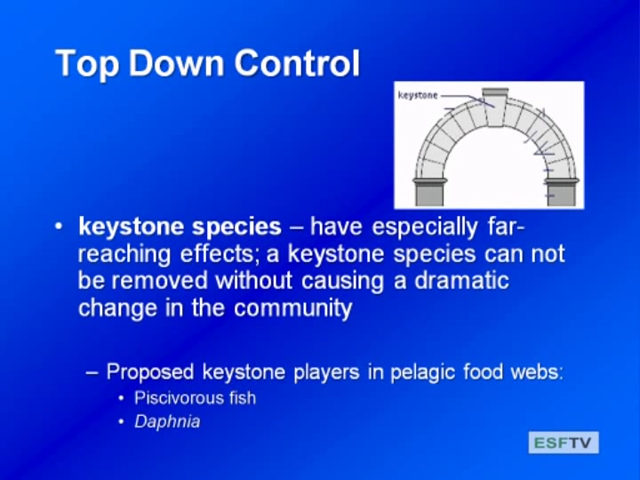 Top Down Control
keystone
• keystone species – have especially far-
reaching effects; a keystone species can not
be removed without causing a dramatic
change in the community
– Proposed keystone players in pelagic food webs:
• Piscivorous fish
• Daphnia
ESFTV